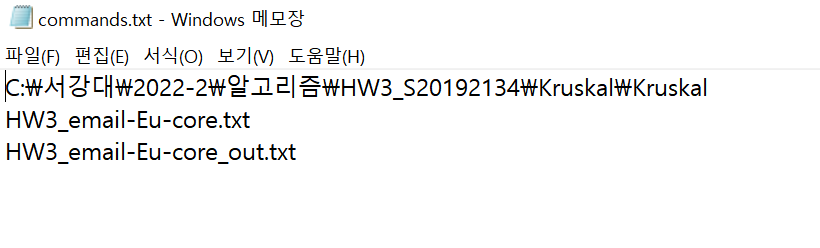 commands.txt - Windows 메모장
파일(F) 편집(E) 서식(O) 보기(V) 도움말(H)
C:₩서강대₩2022-2₩알고리즘₩HW3_S20192134₩Kruskal₩Kruskal
HW3_email-Eu-core.txt
HW3_email-Eu-core_out.txt